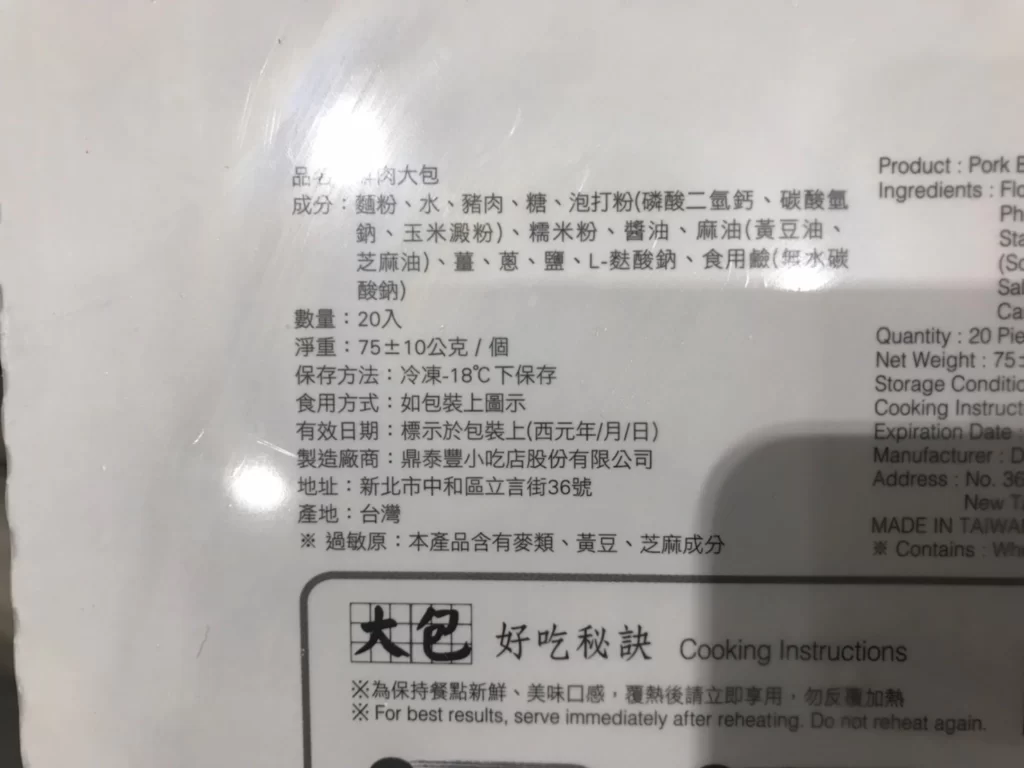 品名 肉大包
成分：麵粉、水、豬肉、糖、泡打粉(磷酸二氫鈣、碳酸氫
鈉、玉米澱粉)、糯米粉、醬油、麻油(黃豆油、
芝麻油)、薑、蔥、鹽、L-麩酸鈉、食用鹼(無水碳
酸鈉)
數量：20入
淨重：75±10公克 / 個
保存方法：冷凍-18℃下保存
食用方式：如包裝上圖示
有效日期：標示於包裝上(西元年/月/日)
製造廠商：鼎泰豐小吃店股份有限公司
地址：新北市中和區立言街36號
產地：台灣
※ 過敏原：本產品含有麥類、黃豆、芝麻成分
Product : Pork B
Ingredients : Flo
Ph
Sta
(So
Sal
Ca
Quantity : 20 Pie
Net Weight : 75±
Storage Conditio
Cooking Instruct
Expiration Date :
Manufacturer : D
Address : No. 36
New T
MADE IN TAIWA
※ Contains : Wh
大包 好吃秘訣 Cooking Instructions
※為保持餐點新鮮、美味口感，覆熱後請立即享用，勿反覆加熱
※ For best results, serve immediately after reheating. Do not reheat again.